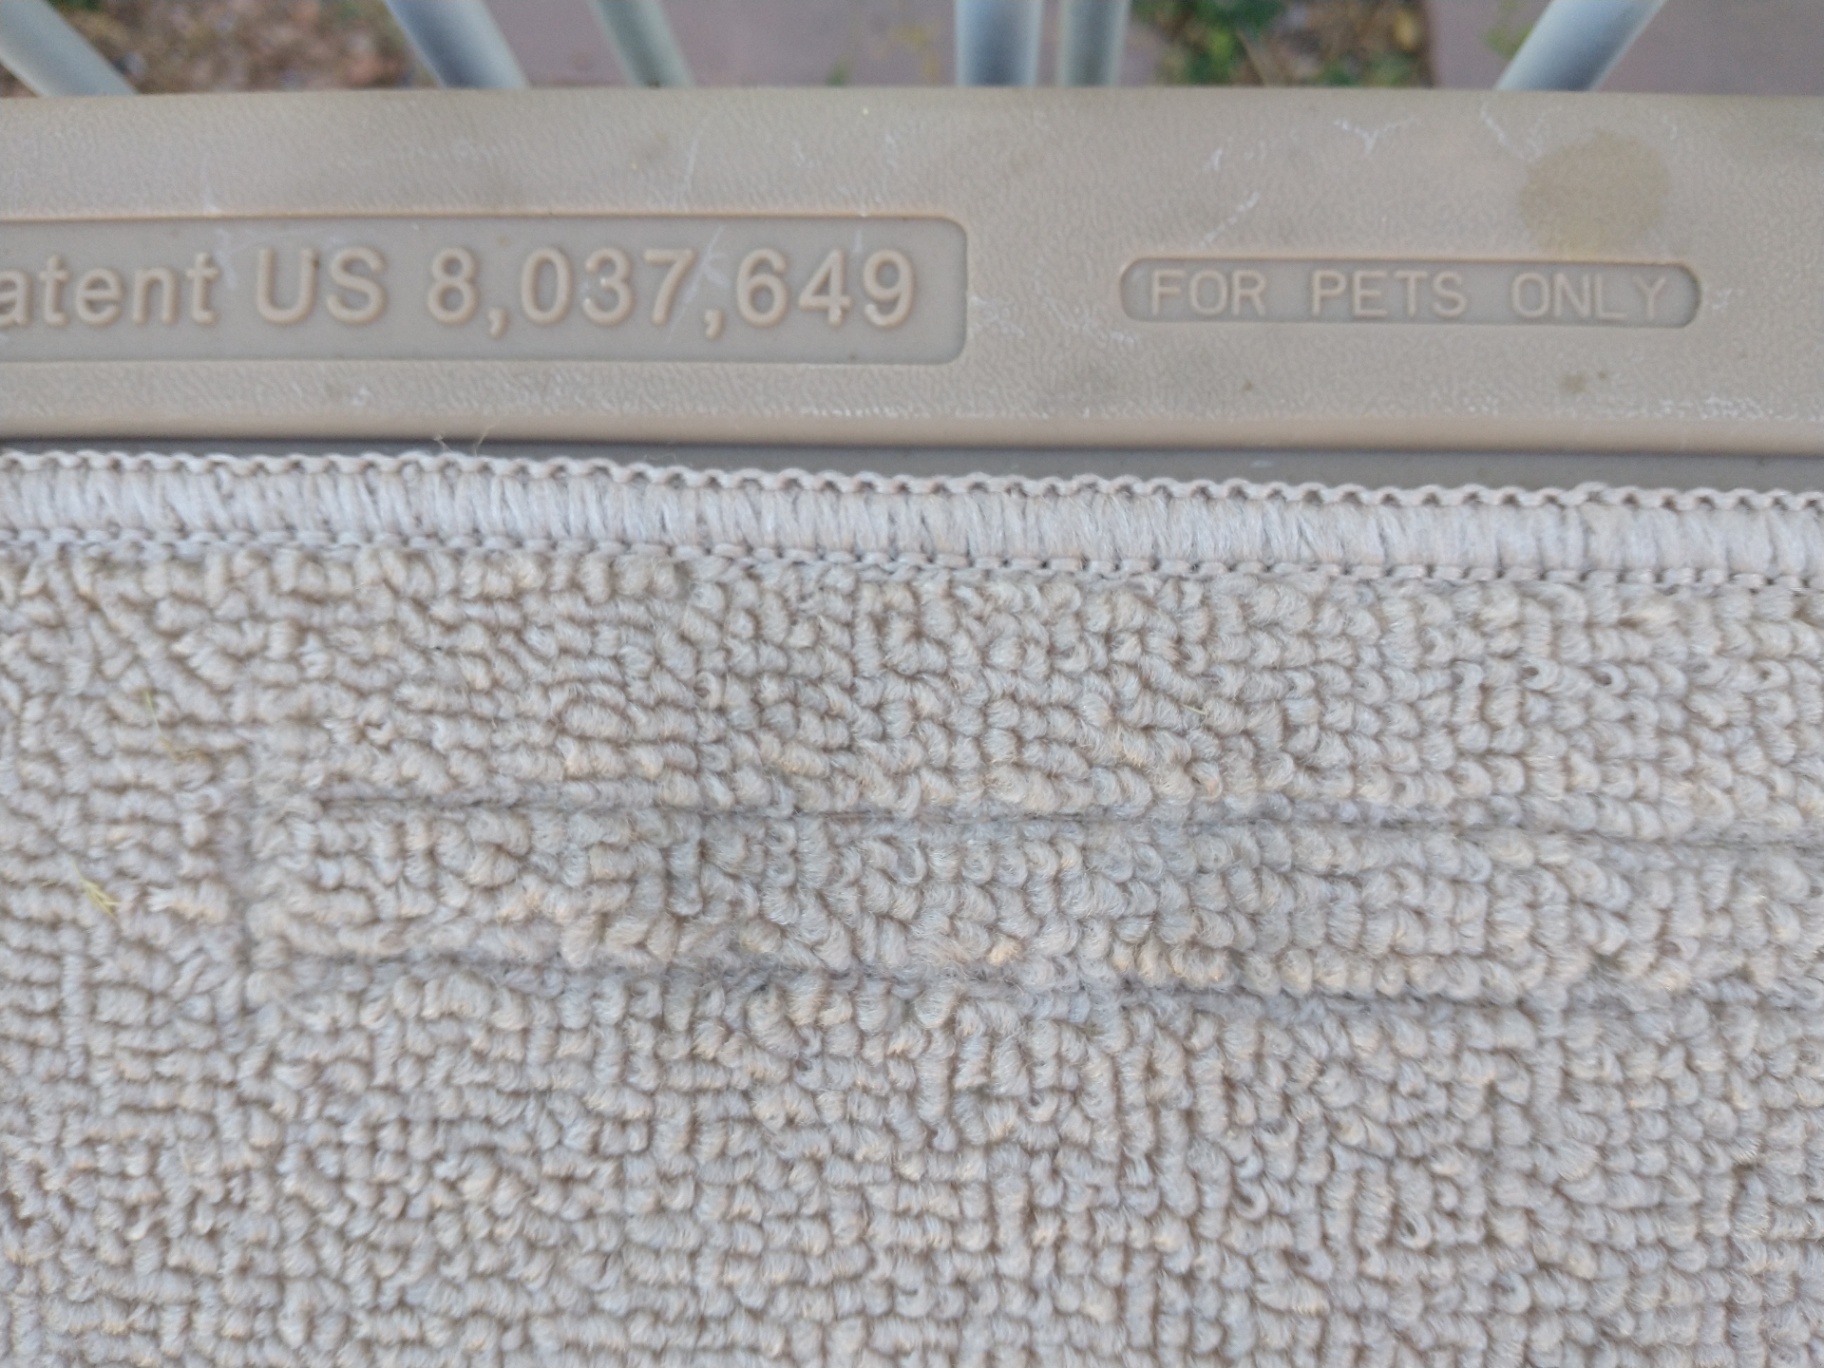 atent US 8,037,649
FOR PETS ONLY